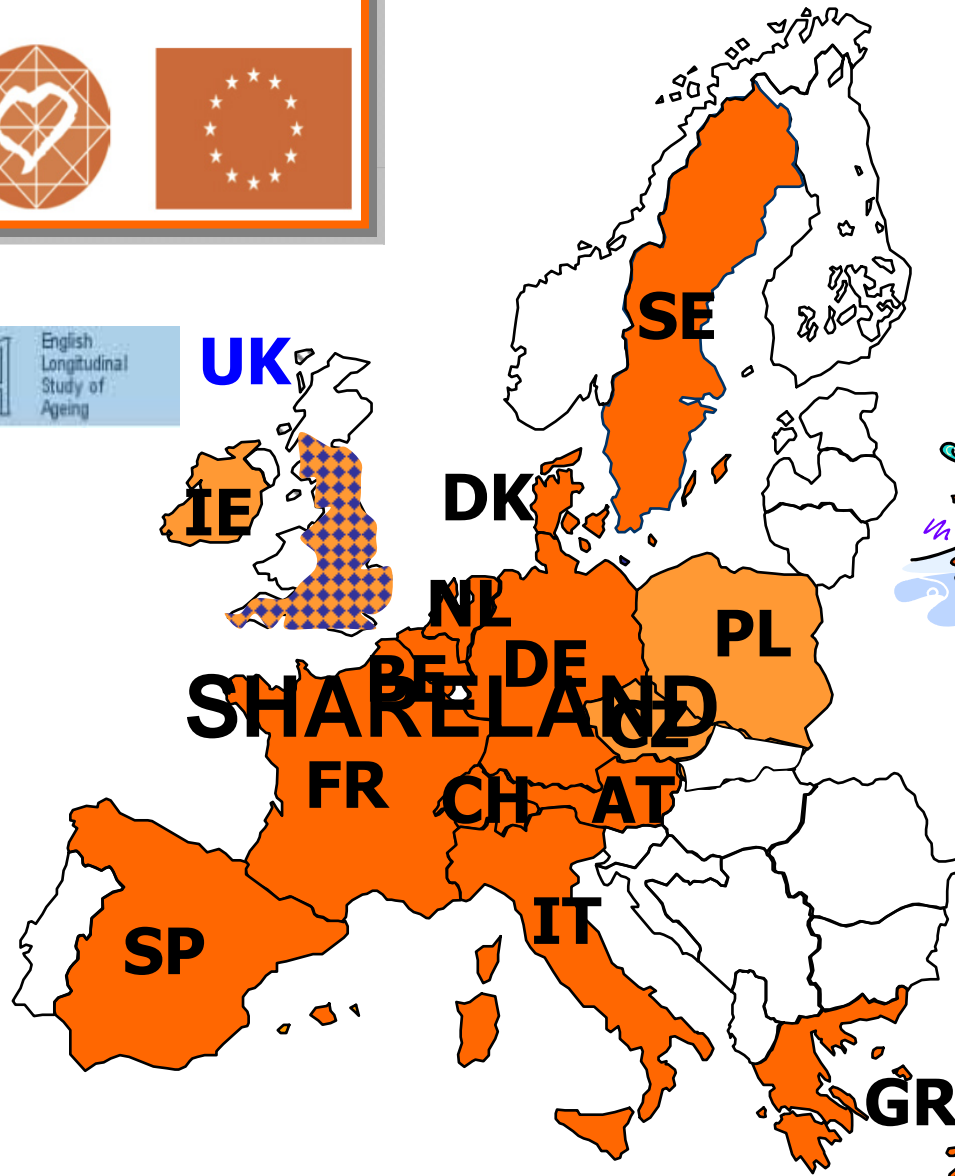 SE
English
Longitudinal
Study of
Ageing
UK
IE
DK
NL
PL
DE
BE
SHARELAND
CZ
FR
CH
AT
IT
SP
GR